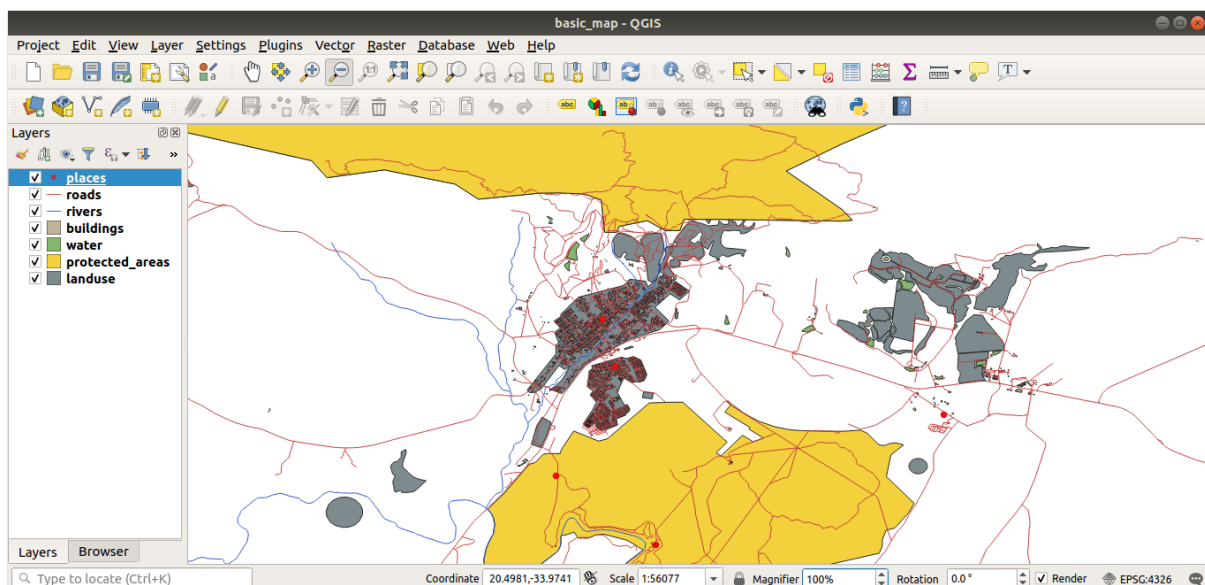 basic_map - QGIS
Project Edit View Layer Settings Plugins Vector Raster Database Web Help
Layers
places
roads
rivers
buildings
water
protected_areas
landuse
Layers Browser
Type to locate (Ctrl+K) Coordinate 20.4981,-33.9741 Scale 1:56077 Magnifier 100% Rotation 0.0° Render EPSG:4326